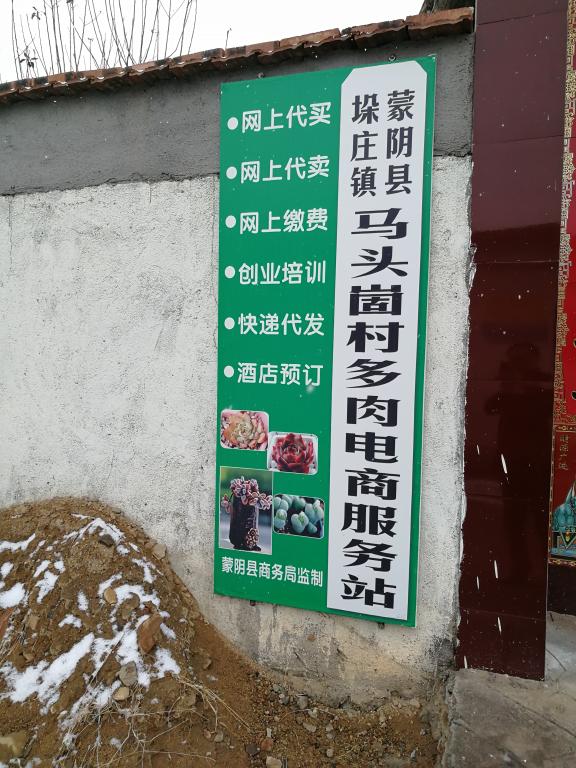 蒙阴县
垛庄镇
马头崮村多肉电商服务站
●网上代买
●网上代卖
●网上缴费
●创业培训
●快递代发
●酒店预订
蒙阴县商务局监制